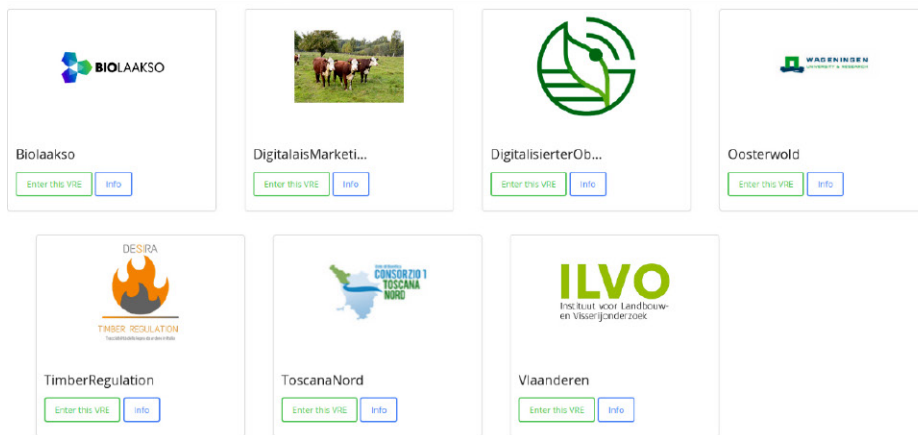 BIOLAAKSO
WAGENINGEN
UNIVERSITY & RESEARCH
Biolaakso
DigitalaisMarketi...
DigitalisierterOb...
Oosterwold
Enter this VRE Info
Enter this VRE Info
Enter this VRE Info
Enter this VRE Info
DESIRA
TIMBER REGULATION
CONSORZIO 1
TOSCANA
NORD
ILVO
Instituut voor Landbouw-
en Visserijonderzoek
TimberRegulation
ToscanaNord
Vlaanderen
Enter this VRE Info
Enter this VRE Info
Enter this VRE Info